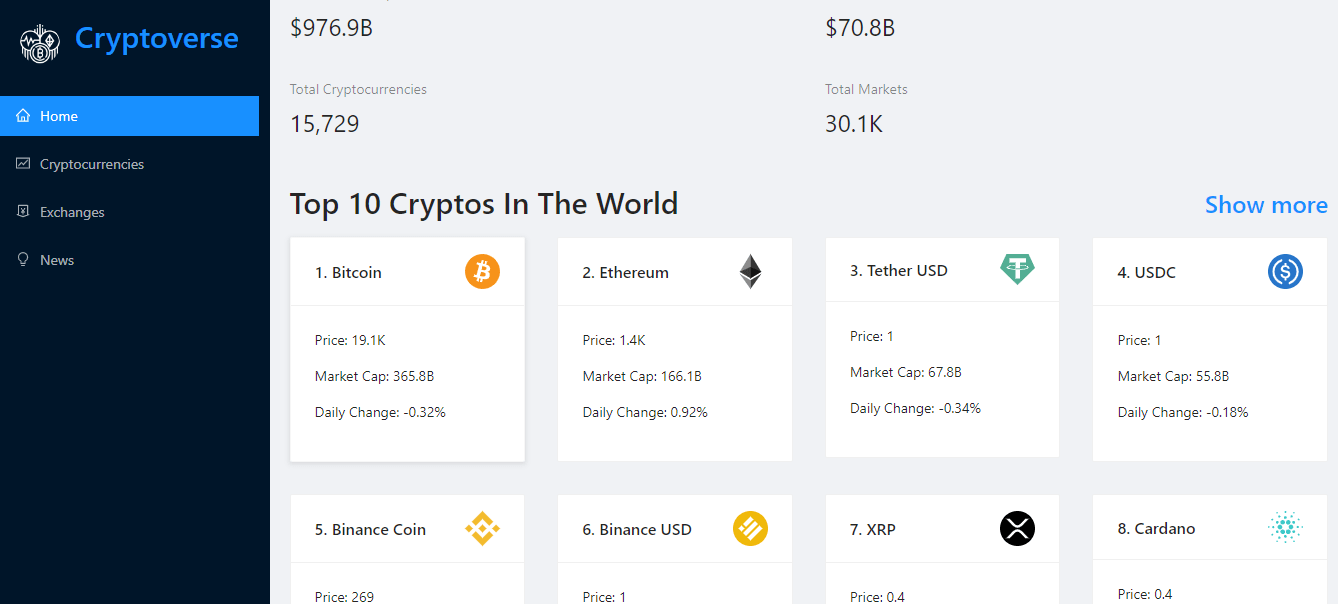 Cryptoverse
Home
Cryptocurrencies
Exchanges
News
$976.9B
$70.8B
Total Cryptocurrencies
Total Markets
15,729
30.1K
Top 10 Cryptos In The World
Show more
1. Bitcoin
Price: 19.1K
Market Cap: 365.8B
Daily Change: -0.32%
2. Ethereum
Price: 1.4K
Market Cap: 166.1B
Daily Change: 0.92%
3. Tether USD
Price: 1
Market Cap: 67.8B
Daily Change: -0.34%
4. USDC
Price: 1
Market Cap: 55.8B
Daily Change: -0.18%
5. Binance Coin
Price: 269
6. Binance USD
Price: 1
7. XRP
Price: 0.4
8. Cardano
Price: 0.4